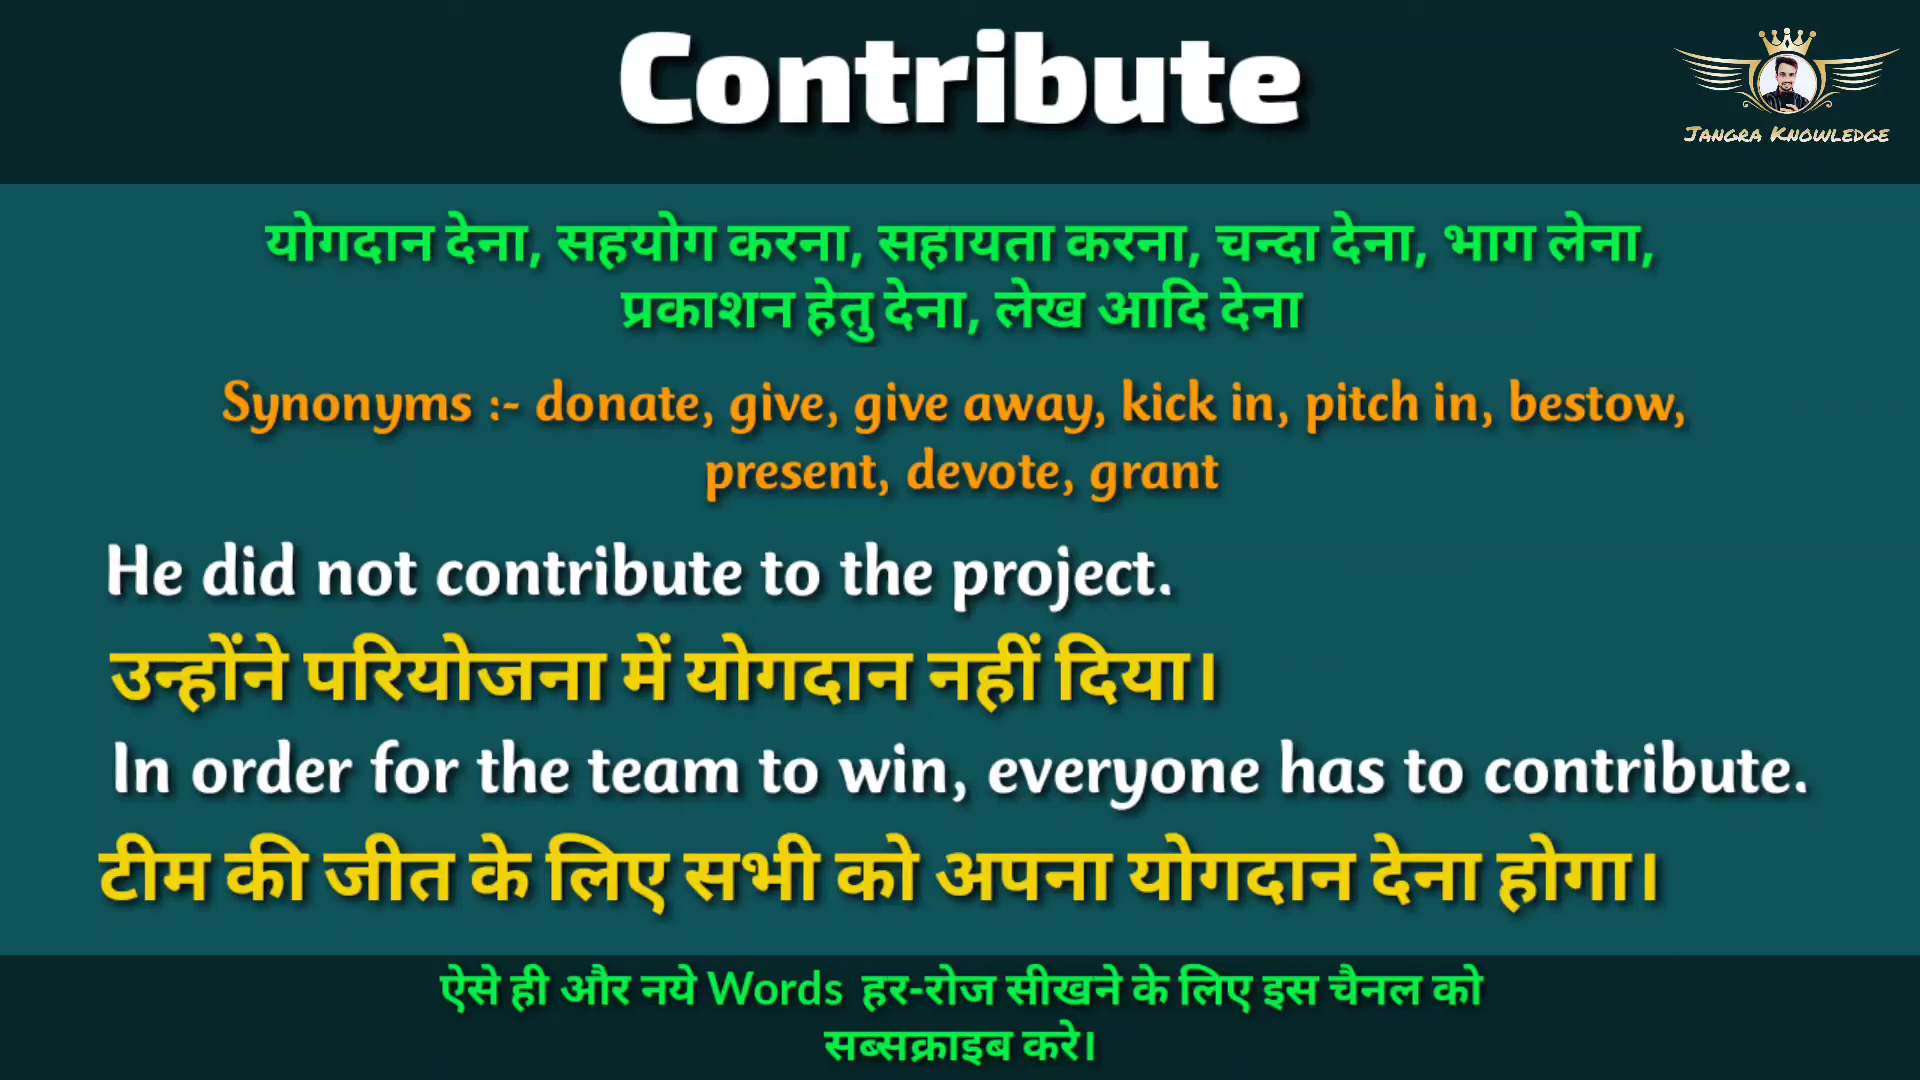 Contribute
JANGRA KNOWLEDGE
योगदान देना, सहयोग करना, सहायता करना, चन्दा देना, भाग लेना,
प्रकाशन हेतु देना, लेख आदि देना
Synonyms :- donate, give, give away, kick in, pitch in, bestow,
present, devote, grant
He did not contribute to the project.
उन्होंने परियोजना में योगदान नहीं दिया।
In order for the team to win, everyone has to contribute.
टीम की जीत के लिए सभी को अपना योगदान देना होगा।
ऐसे ही और नये Words हर-रोज सीखने के लिए इस चैनल को
सब्सक्राइब करे।